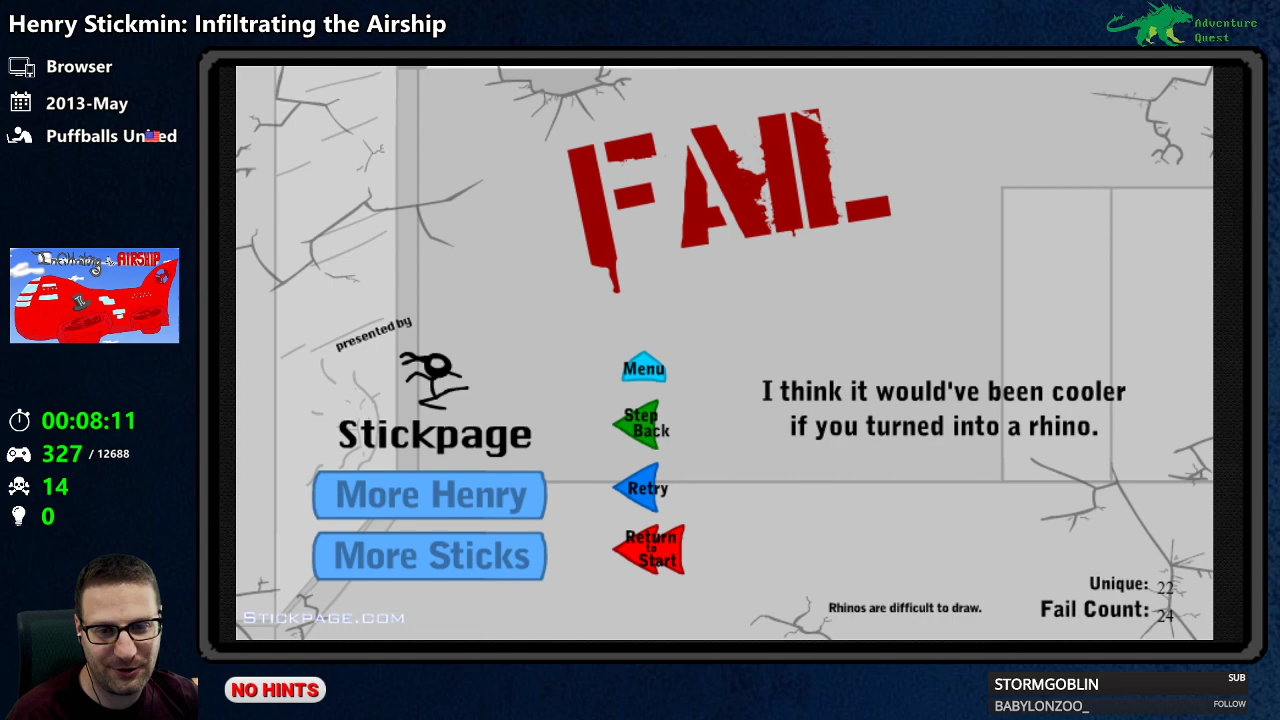 Henry Stickmin: Infiltrating the Airship
Adventure
Quest
Browser
2013-May
Puffballs United
Infiltrating the AIRSHIP
00:08:11
327 / 12688
14
0
FAIL
presented by
Stickpage
More Henry
More Sticks
STICKPAGE.COM
Menu
Step
Back
Retry
Return
to
Start
I think it would've been cooler
if you turned into a rhino.
Rhinos are difficult to draw.
Unique: 22
Fail Count: 24
NO HINTS
STORMGOBLIN SUB
BABYLONZOO_ FOLLOW